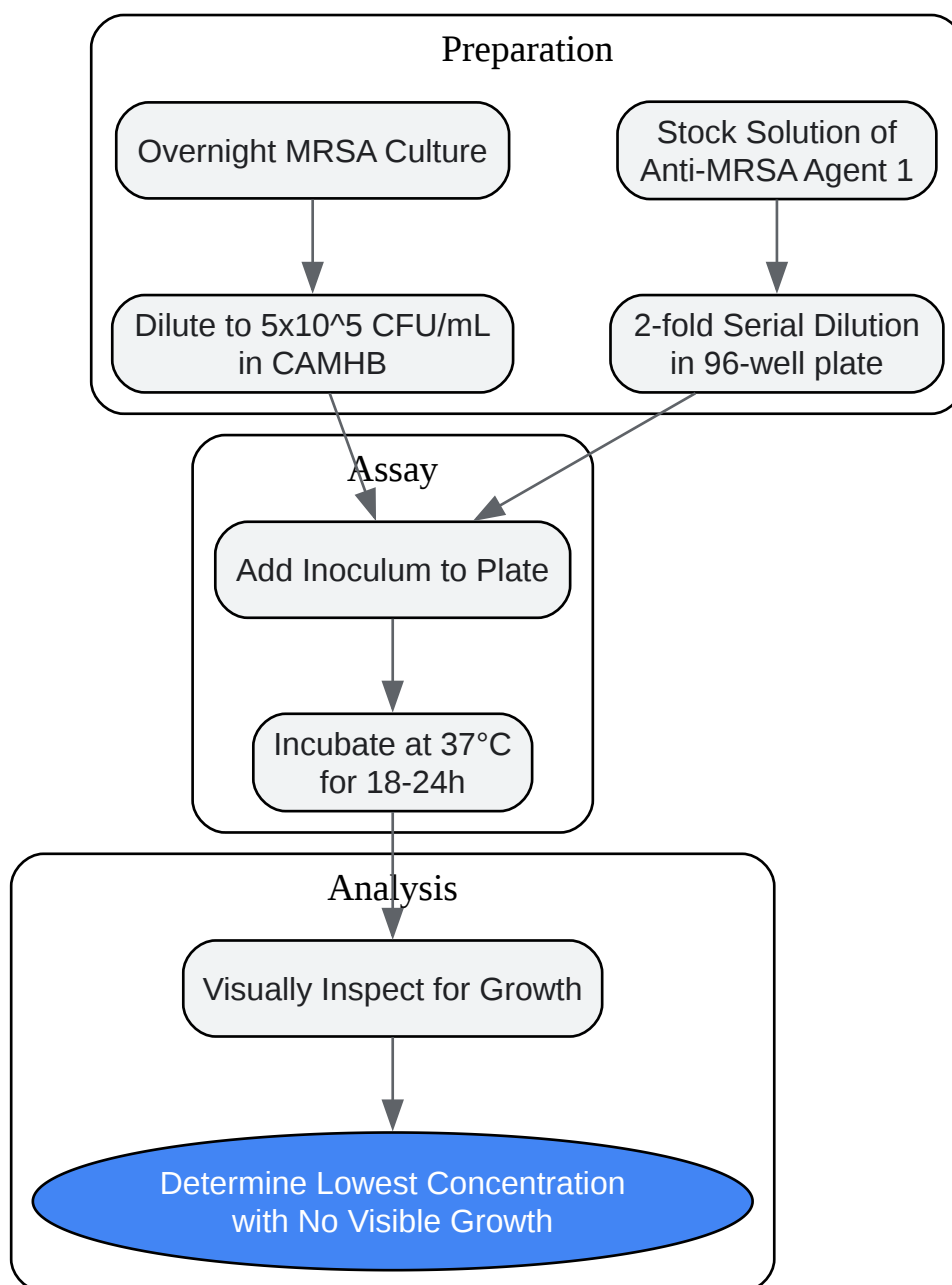 Preparation
Overnight MRSA Culture
Stock Solution of
Anti-MRSA Agent 1
Dilute to 5x10^5 CFU/mL
in CAMHB
2-fold Serial Dilution
in 96-well plate
Assay
Add Inoculum to Plate
Incubate at 37°C
for 18-24h
Analysis
Visually Inspect for Growth
Determine Lowest Concentration
with No Visible Growth